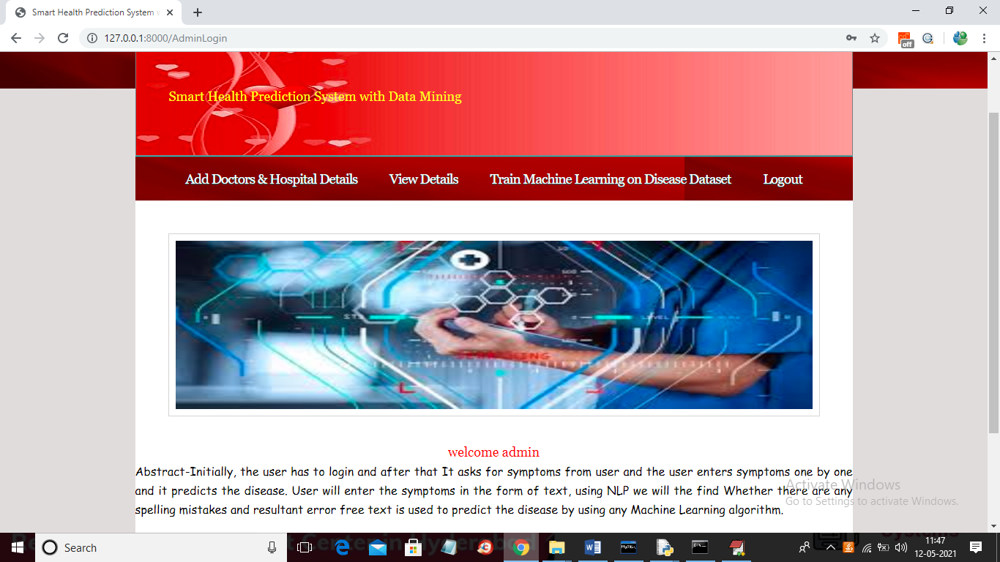 Smart Health Prediction System w
127.0.0.1:8000/AdminLogin
off
Smart Health Prediction System with Data Mining
Add Doctors & Hospital Details View Details Train Machine Learning on Disease Dataset Logout
welcome admin
Abstract-Initially, the user has to login and after that It asks for symptoms from user and the user enters symptoms one by one
and it predicts the disease. User will enter the symptoms in the form of text, using NLP we will the find Whether there are any
spelling mistakes and resultant error free text is used to predict the disease by using any Machine Learning algorithm.
Activate Windows
Go to Settings to activate Windows.
Search
MySQL
11:47
12-05-2021